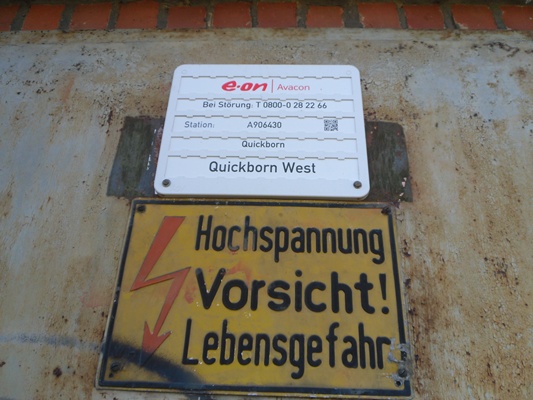 e·on | Avacon
Bei Störung: T 0800-0 28 22 66
Station: A906430
Quickborn
Quickborn West
Hochspannung
Vorsicht!
Lebensgefahr